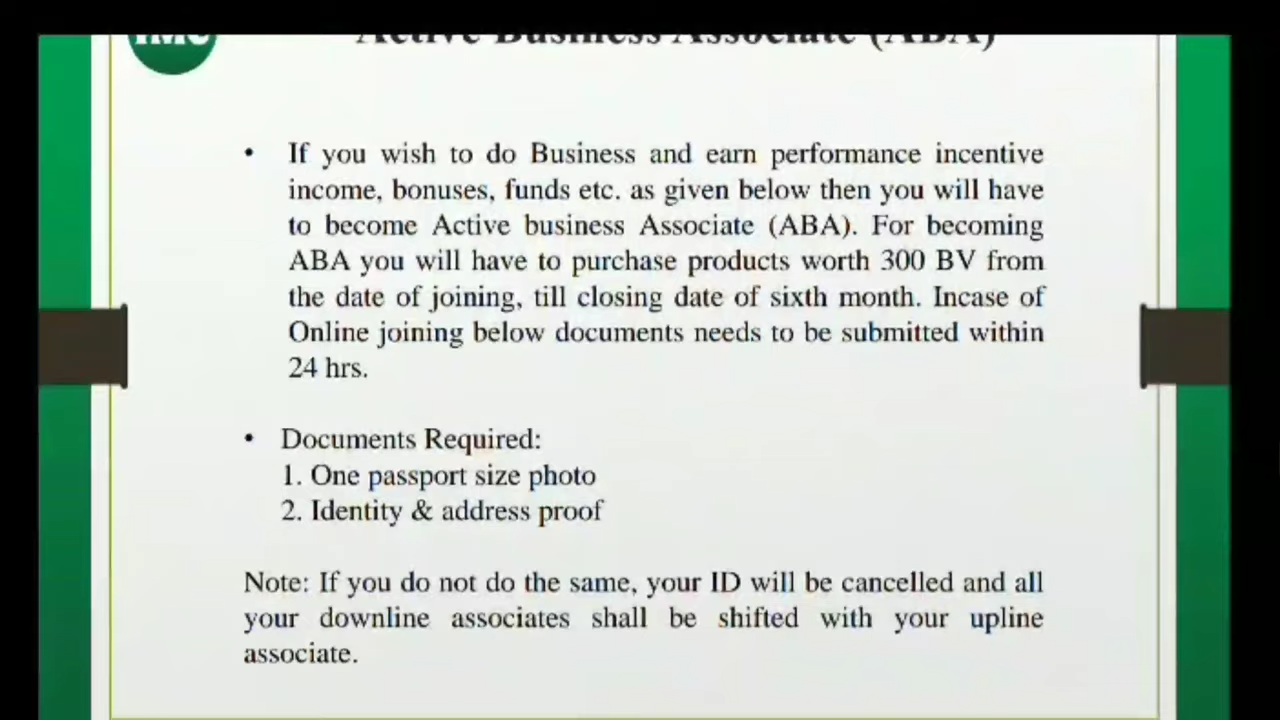 IMC
Active Business Associate (ABA)
• If you wish to do Business and earn performance incentive
income, bonuses, funds etc. as given below then you will have
to become Active business Associate (ABA). For becoming
ABA you will have to purchase products worth 300 BV from
the date of joining, till closing date of sixth month. Incase of
Online joining below documents needs to be submitted within
24 hrs.
• Documents Required:
1. One passport size photo
2. Identity & address proof
Note: If you do not do the same, your ID will be cancelled and all
your downline associates shall be shifted with your upline
associate.